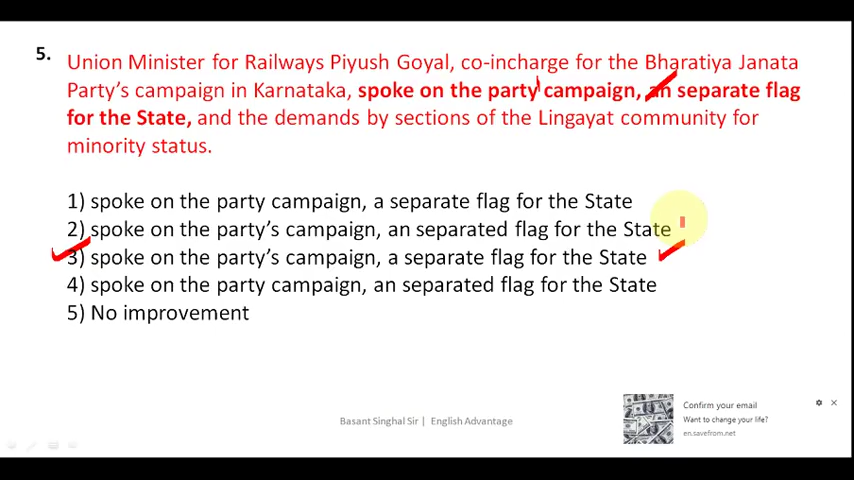 5. Union Minister for Railways Piyush Goyal, co-incharge for the Bharatiya Janata
Party's campaign in Karnataka, spoke on the party campaign, an separate flag
for the State, and the demands by sections of the Lingayat community for
minority status.
1) spoke on the party campaign, a separate flag for the State
2) spoke on the party's campaign, an separated flag for the State
3) spoke on the party's campaign, a separate flag for the State
4) spoke on the party campaign, an separated flag for the State
5) No improvement
Basant Singhal Sir | English Advantage
Confirm your email
Want to change your life?
en.savefrom.net